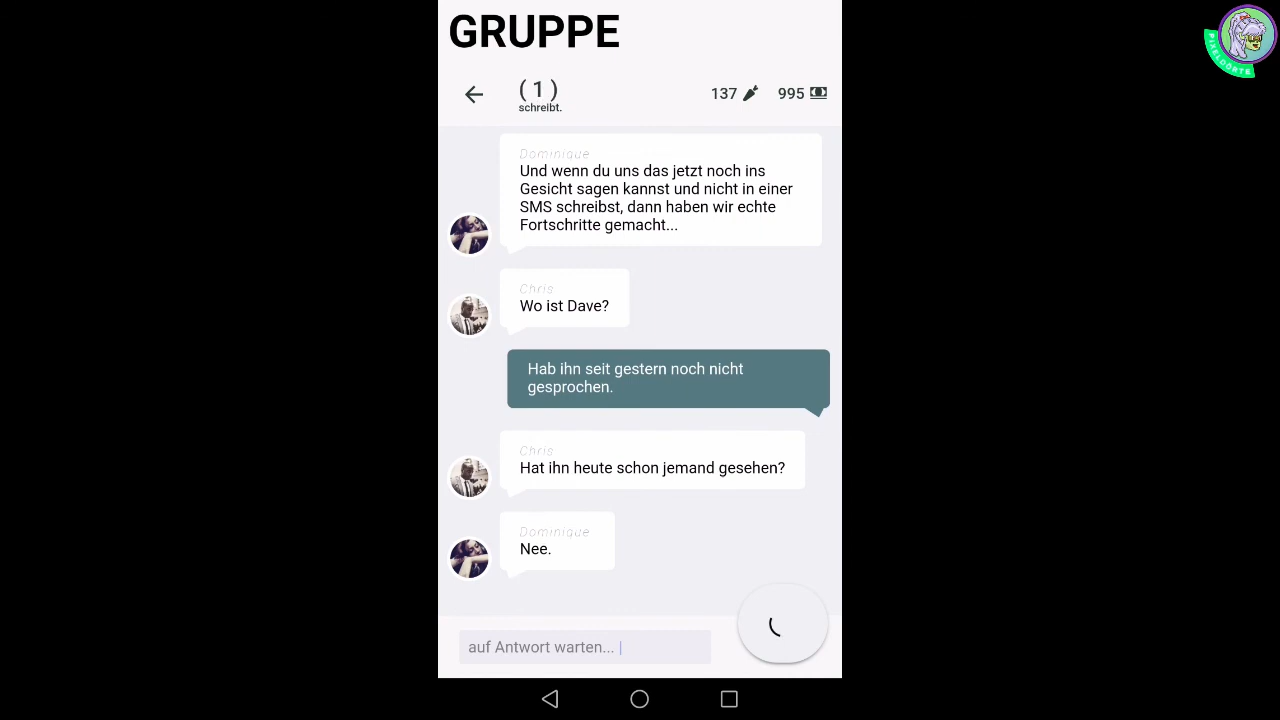 GRUPPE
( 1 )
schreibt.
137
995
PIXELDÖRTE
Dominique
Und wenn du uns das jetzt noch ins
Gesicht sagen kannst und nicht in einer
SMS schreibst, dann haben wir echte
Fortschritte gemacht...
Chris
Wo ist Dave?
Hab ihn seit gestern noch nicht
gesprochen.
Chris
Hat ihn heute schon jemand gesehen?
Dominique
Nee.
auf Antwort warten...